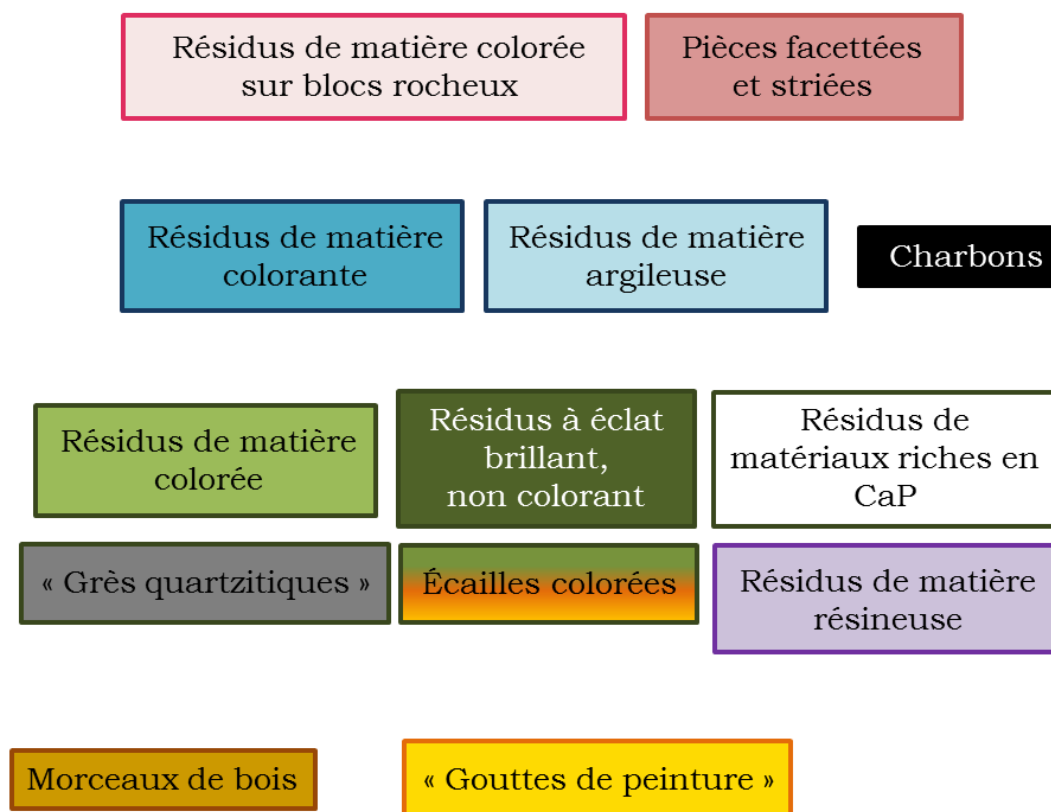 Résidus de matière colorée
sur blocs rocheux
Pièces facettées
et striées
Résidus de matière
colorante
Résidus de matière
argileuse
Charbons
Résidus de matière
colorée
Résidus à éclat
brillant,
non colorant
Résidus de
matériaux riches en
CaP
« Grès quartzitiques »
Écailles colorées
Résidus de matière
résineuse
Morceaux de bois
« Gouttes de peinture »